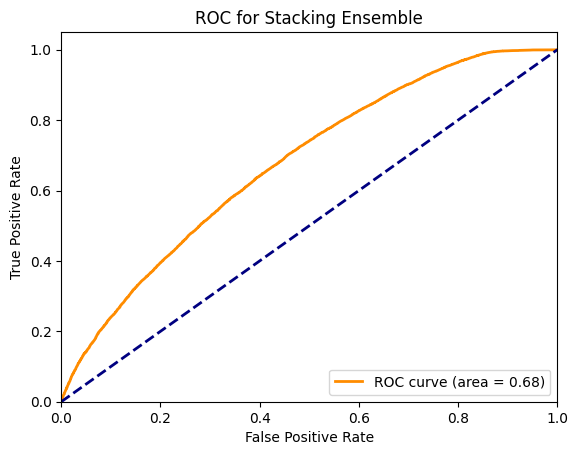 ROC for Stacking Ensemble
True Positive Rate
1.0
0.8
0.6
0.4
0.2
0.0
ROC curve (area = 0.68)
0.0 0.2 0.4 0.6 0.8 1.0
False Positive Rate